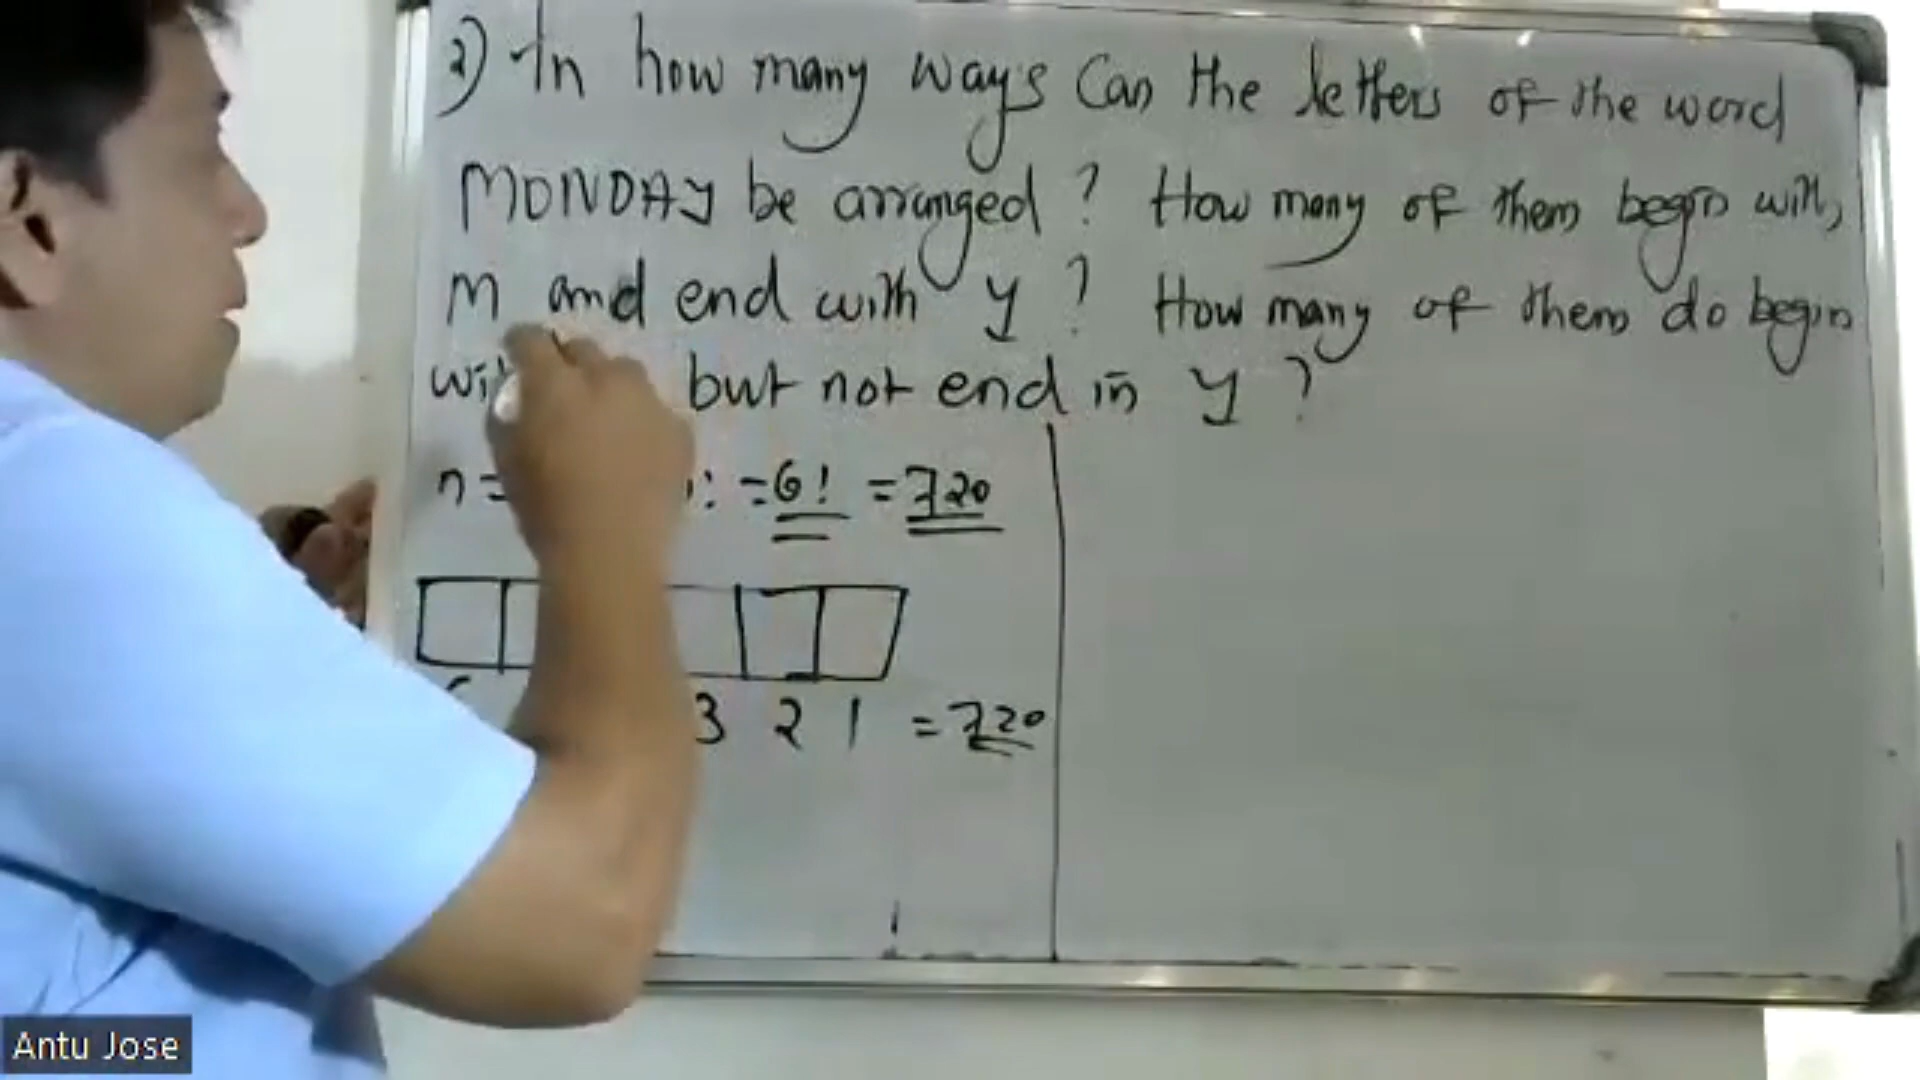 2) In how many ways Can the letters of the word
MONDAY be arranged ? How many of them begin with
M and end with y ? How many of them do begin
but not end in y ?
n = = 6! = 720
3 2 1 = 720
Antu Jose